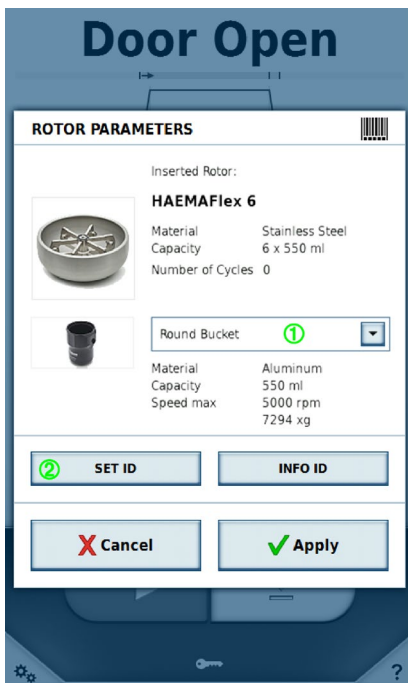 Door Open
ROTOR PARAMETERS
Inserted Rotor:
HAEMAFlex 6
Material Stainless Steel
Capacity 6 x 550 ml
Number of Cycles 0
Round Bucket ①
Material Aluminum
Capacity 550 ml
Speed max 5000 rpm
7294 xg
② SET ID INFO ID
Cancel Apply
?